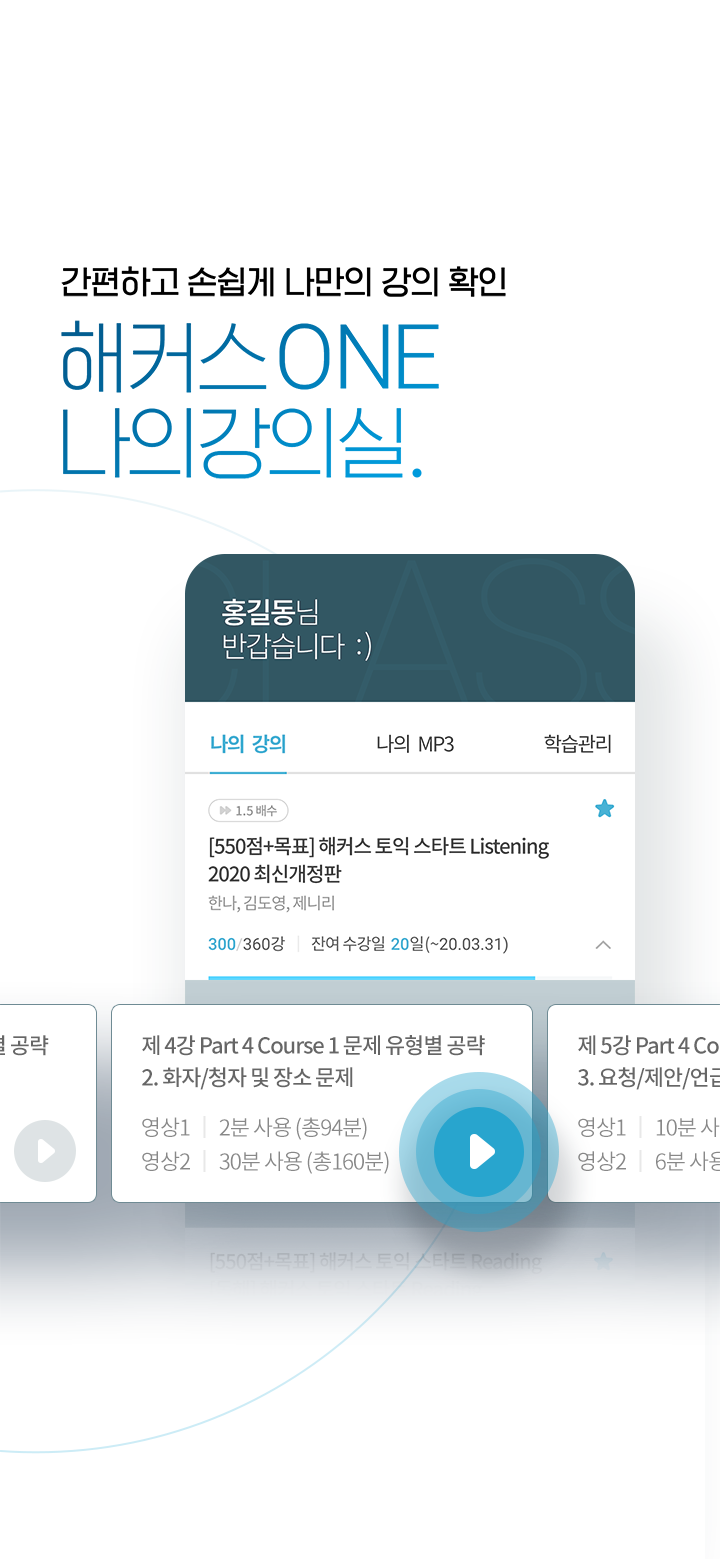 간편하고 손쉽게 나만의 강의 확인
해커스 ONE
나의강의실.
CLASS
홍길동님
반갑습니다 :)
나의 강의
나의 MP3
학습관리
1.5 배수
[550점+목표] 해커스 토익 스타트 Listening
2020 최신개정판
한나, 김도영, 제니리
300/360강 | 잔여 수강일 20일(~20.03.31)
공략
제 4강 Part 4 Course 1 문제 유형별 공략
2. 화자/청자 및 장소 문제
영상1 | 2분 사용 (총94분)
영상2 | 30분 사용 (총160분)
제 5강 Part 4 Co
3. 요청/제안/언급
영상1 | 10분 사
영상2 | 6분 사용
[550점+목표] 해커스 토익 스타트 Reading